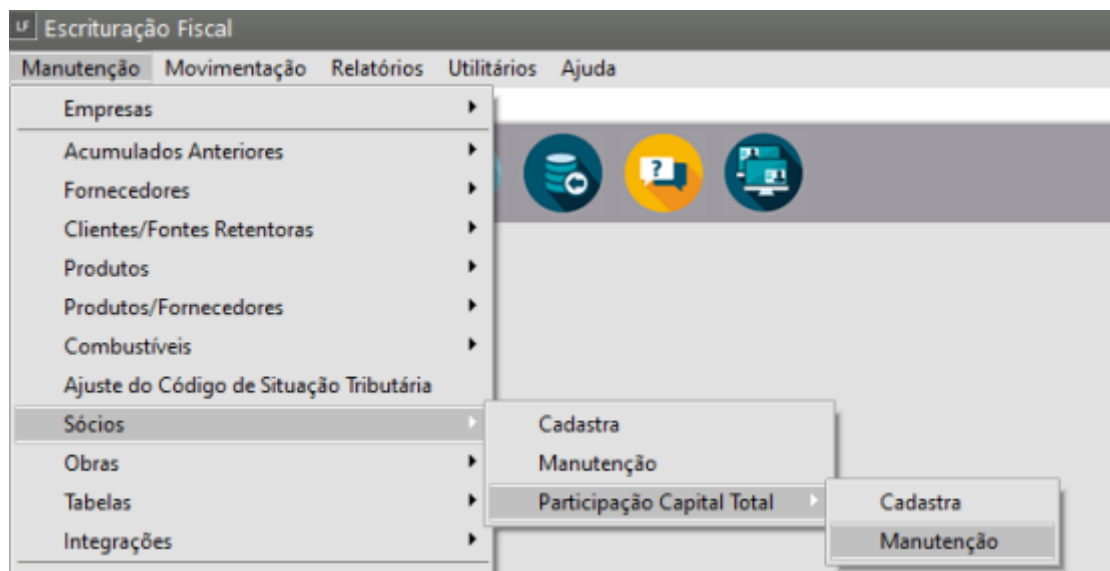 LF Escrituração Fiscal
Manutenção Movimentação Relatórios Utilitários Ajuda
Empresas
Acumulados Anteriores
Fornecedores
?
Clientes/Fontes Retentoras
Produtos
Produtos/Fornecedores
Combustíveis
Ajuste do Código de Situação Tributária
Sócios
Obras
Tabelas
Integrações
Cadastra
Manutenção
Participação Capital Total
Cadastra
Manutenção